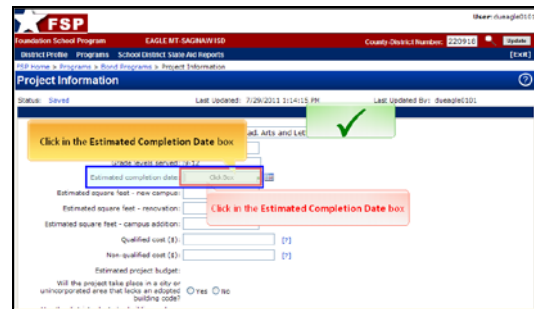 FSP
User: dueagle0101
Foundation School Program EAGLE MT-SAGINAW ISD County-District Number: 220918 Update
District Profile Programs School District State Aid Reports [Exit]
FSP Home > Programs > Bond Programs > Project Information
Project Information
Status: Saved Last Updated: 7/29/2011 1:14:15 PM Last Updated By: dueagle0101
ad. Arts and Let
Click in the Estimated Completion Date box
Grade levels served: 9-12
Estimated completion date: Click Box
Estimated square feet - new campus:
Click in the Estimated Completion Date box
Estimated square feet - renovation:
Estimated square feet - campus addition:
Qualified cost ($): [?]
Non-qualified cost ($): [?]
Estimated project budget:
Will the project take place in a city or
unincorporated area that lacks an adopted Yes No
building code?